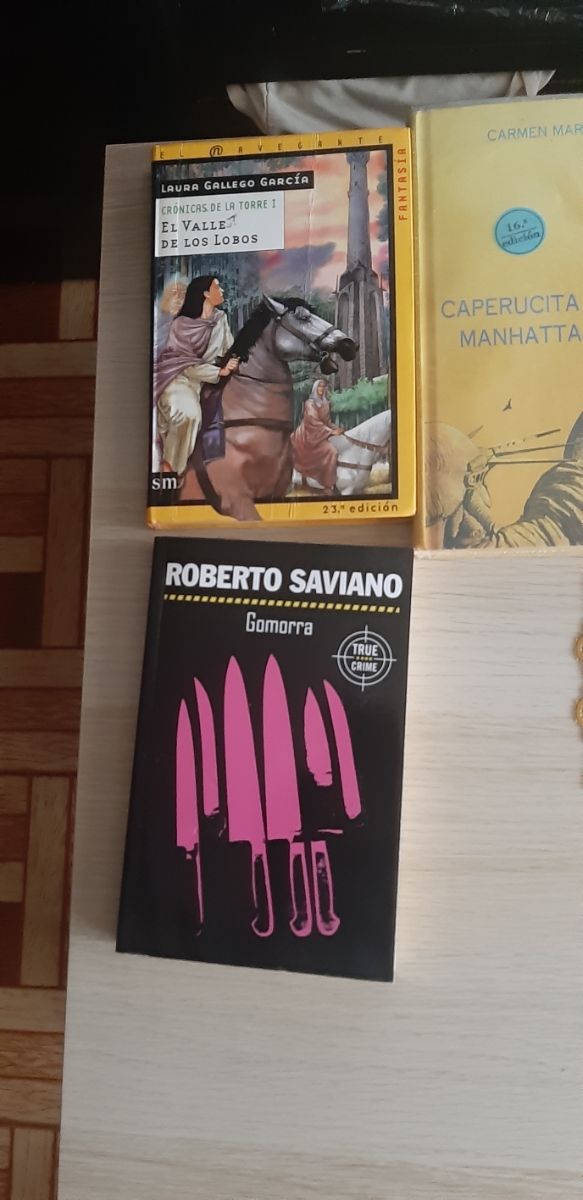 EL NAVEGANTE
FANTASÍA
LAURA GALLEGO GARCÍA
CRÓNICAS DE LA TORRE I
EL VALLE
DE LOS LOBOS
sm
23.ª edición
CARMEN MAR
16.ª
edición
CAPERUCITA
MANHATTA
ROBERTO SAVIANO
Gomorra
TRUE
CRIME